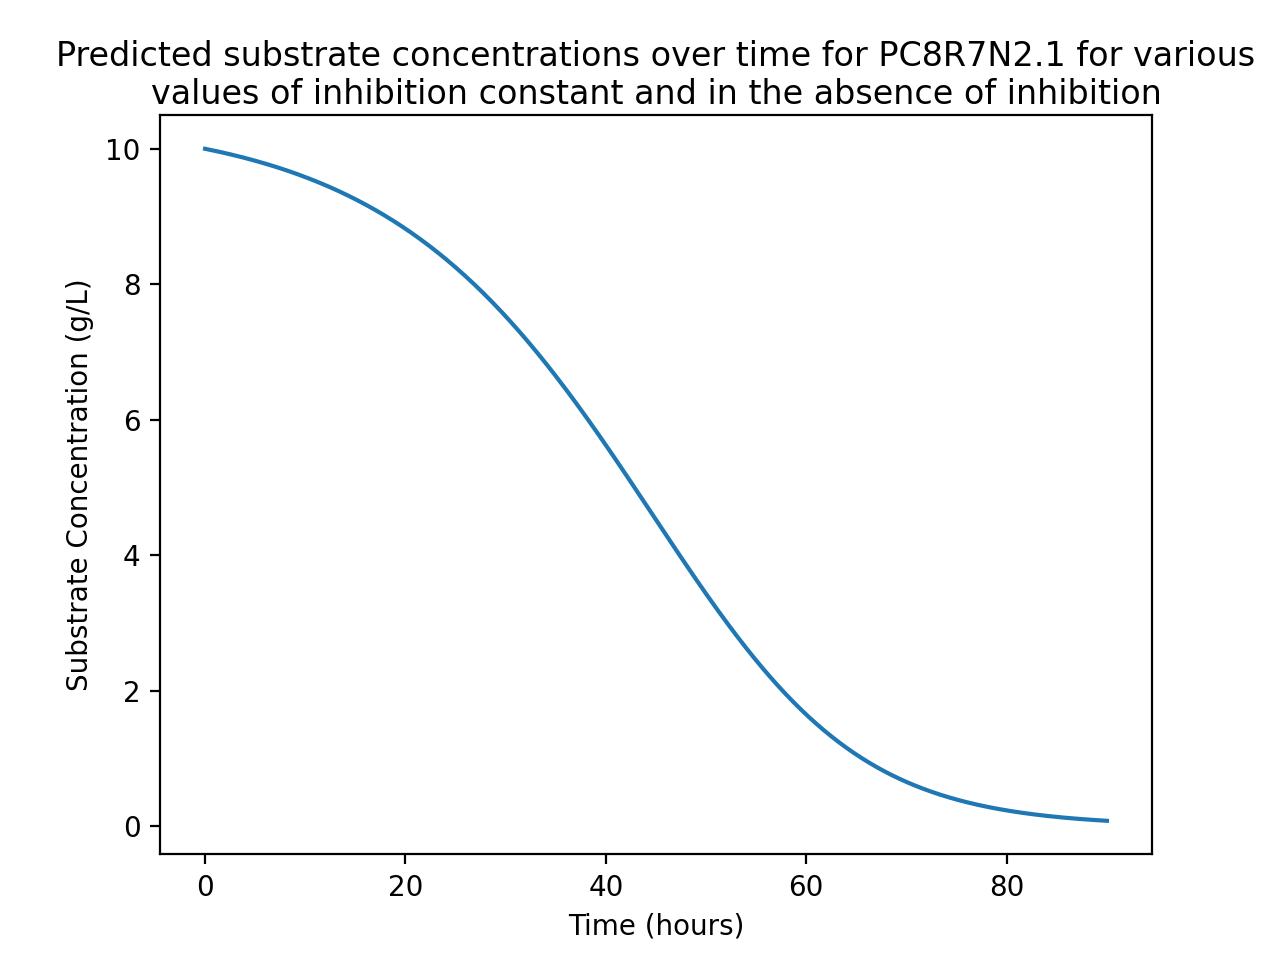 Predicted substrate concentrations over time for PC8R7N2.1 for various
values of inhibition constant and in the absence of inhibition
10
8
6
4
2
0
Substrate Concentration (g/L)
0 20 40 60 80
Time (hours)